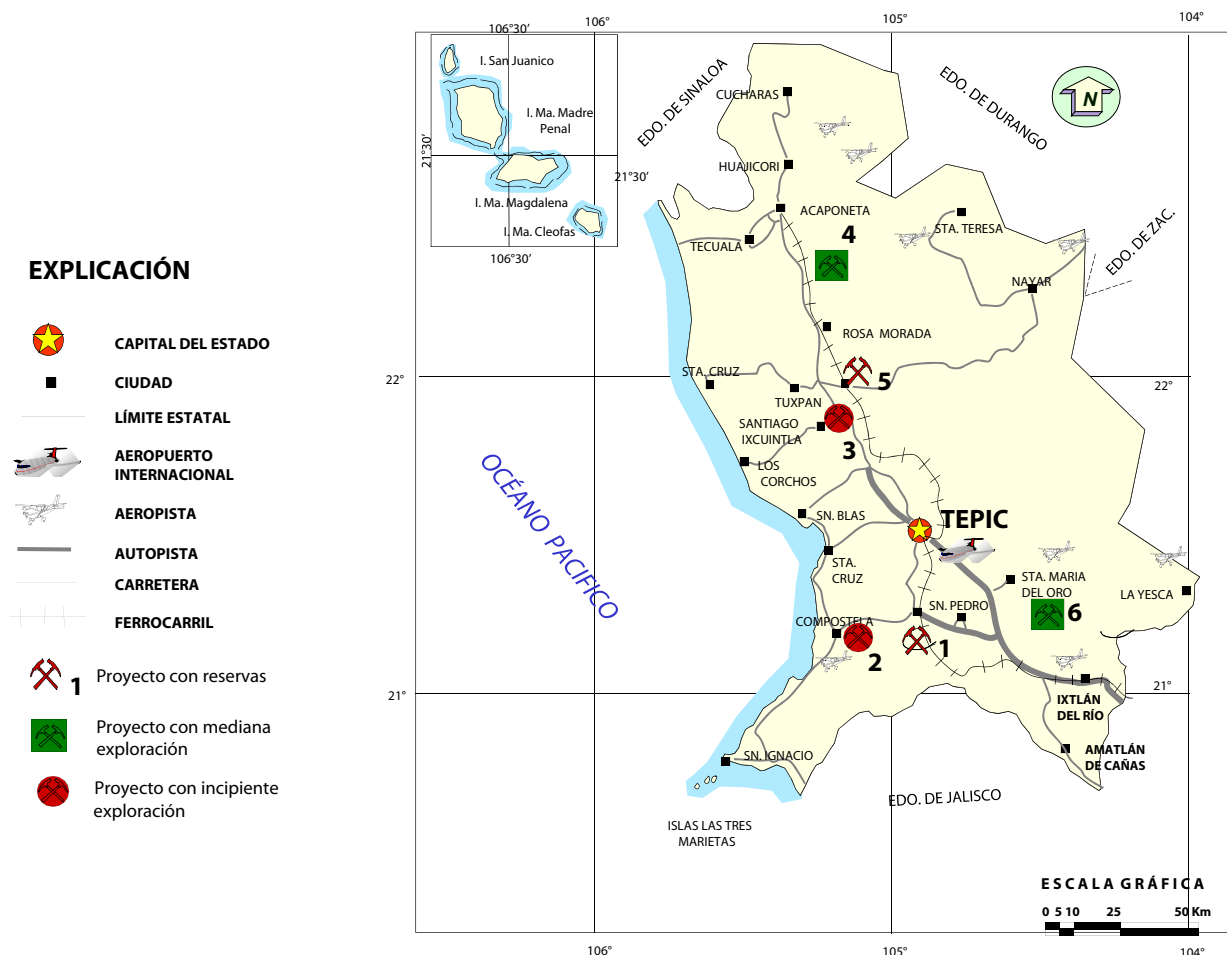 106°
105°
104°
106°30'
I. San Juanico
I. Ma. Madre
Penal
21°30'
21°30'
I. Ma. Magdalena
I. Ma. Cleofas
106°30'
EDO. DE SINALOA
EDO. DE DURANGO
EDO. DE ZAC.
N
CUCHARAS
HUAJICORI
ACAPONETA
4
TECUALA
STA. TERESA
NAYAR
ROSA MORADA
22°
22°
STA. CRUZ
5
TUXPAN
SANTIAGO
IXCUINTLA
3
LOS
CORCHOS
SN. BLAS
TEPIC
STA.
CRUZ
STA. MARIA
DEL ORO
LA YESCA
SN. PEDRO
6
COMPOSTELA
2
1
21°
21°
IXTLÁN
DEL RÍO
AMATLÁN
DE CAÑAS
SN. IGNACIO
EDO. DE JALISCO
ISLAS LAS TRES
MARIETAS
OCÉANO PACIFICO
EXPLICACIÓN
CAPITAL DEL ESTADO
CIUDAD
LÍMITE ESTATAL
AEROPUERTO
INTERNACIONAL
AEROPISTA
AUTOPISTA
CARRETERA
FERROCARRIL
1 Proyecto con reservas
Proyecto con mediana
exploración
Proyecto con incipiente
exploración
ESCALA GRÁFICA
0 5 10 25 50 Km
106°
105°
104°